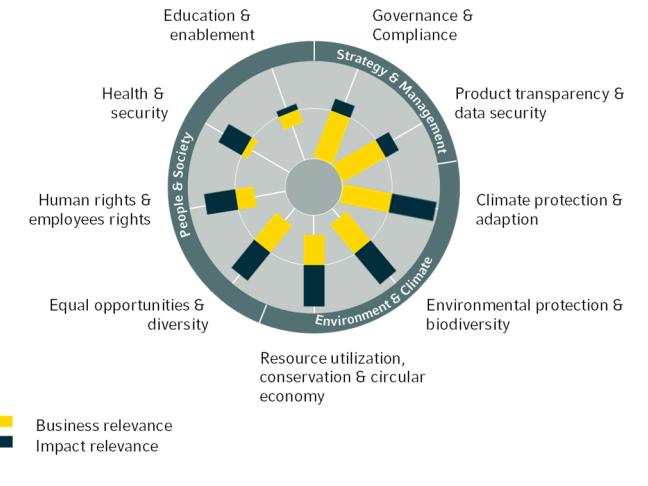 Education &
enablement
Governance &
Compliance
Strategy & Management
Health &
security
Product transparency &
data security
People & Society
Human rights &
employees rights
Climate protection &
adaption
Equal opportunities &
diversity
Environment & Climate
Environmental protection &
biodiversity
Resource utilization,
conservation & circular
economy
Business relevance
Impact relevance